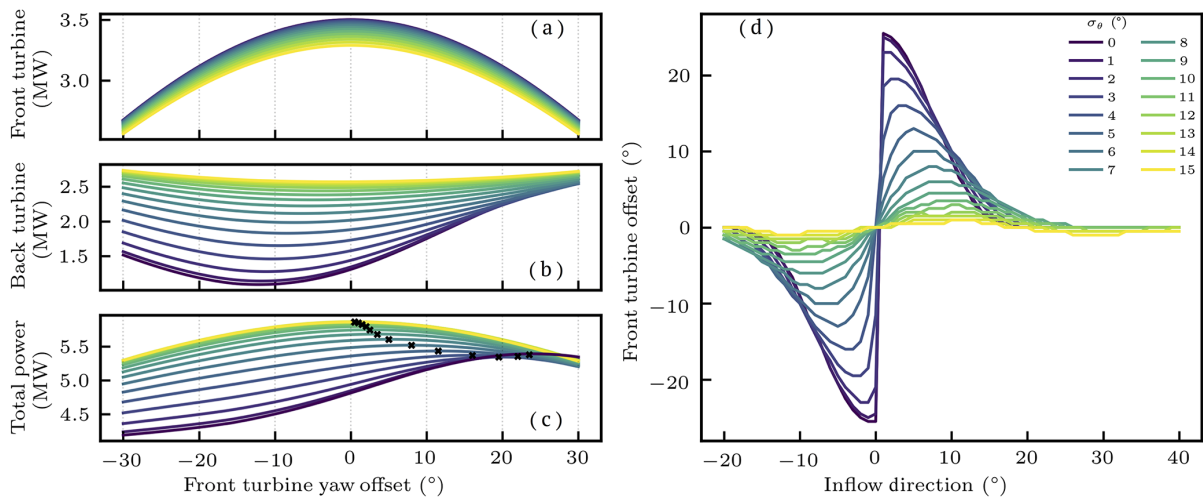 Front turbine
(MW)
3.5
3.0
(a)
Back turbine
(MW)
2.5
2.0
1.5
(b)
Total power
(MW)
5.5
5.0
4.5
(c)
−30 −20 −10 0 10 20 30
Front turbine yaw offset (°)
(d)
Front turbine offset (°)
20
10
0
−10
−20
σθ (°)
0 8
1 9
2 10
3 11
4 12
5 13
6 14
7 15
−20 −10 0 10 20 30 40
Inflow direction (°)